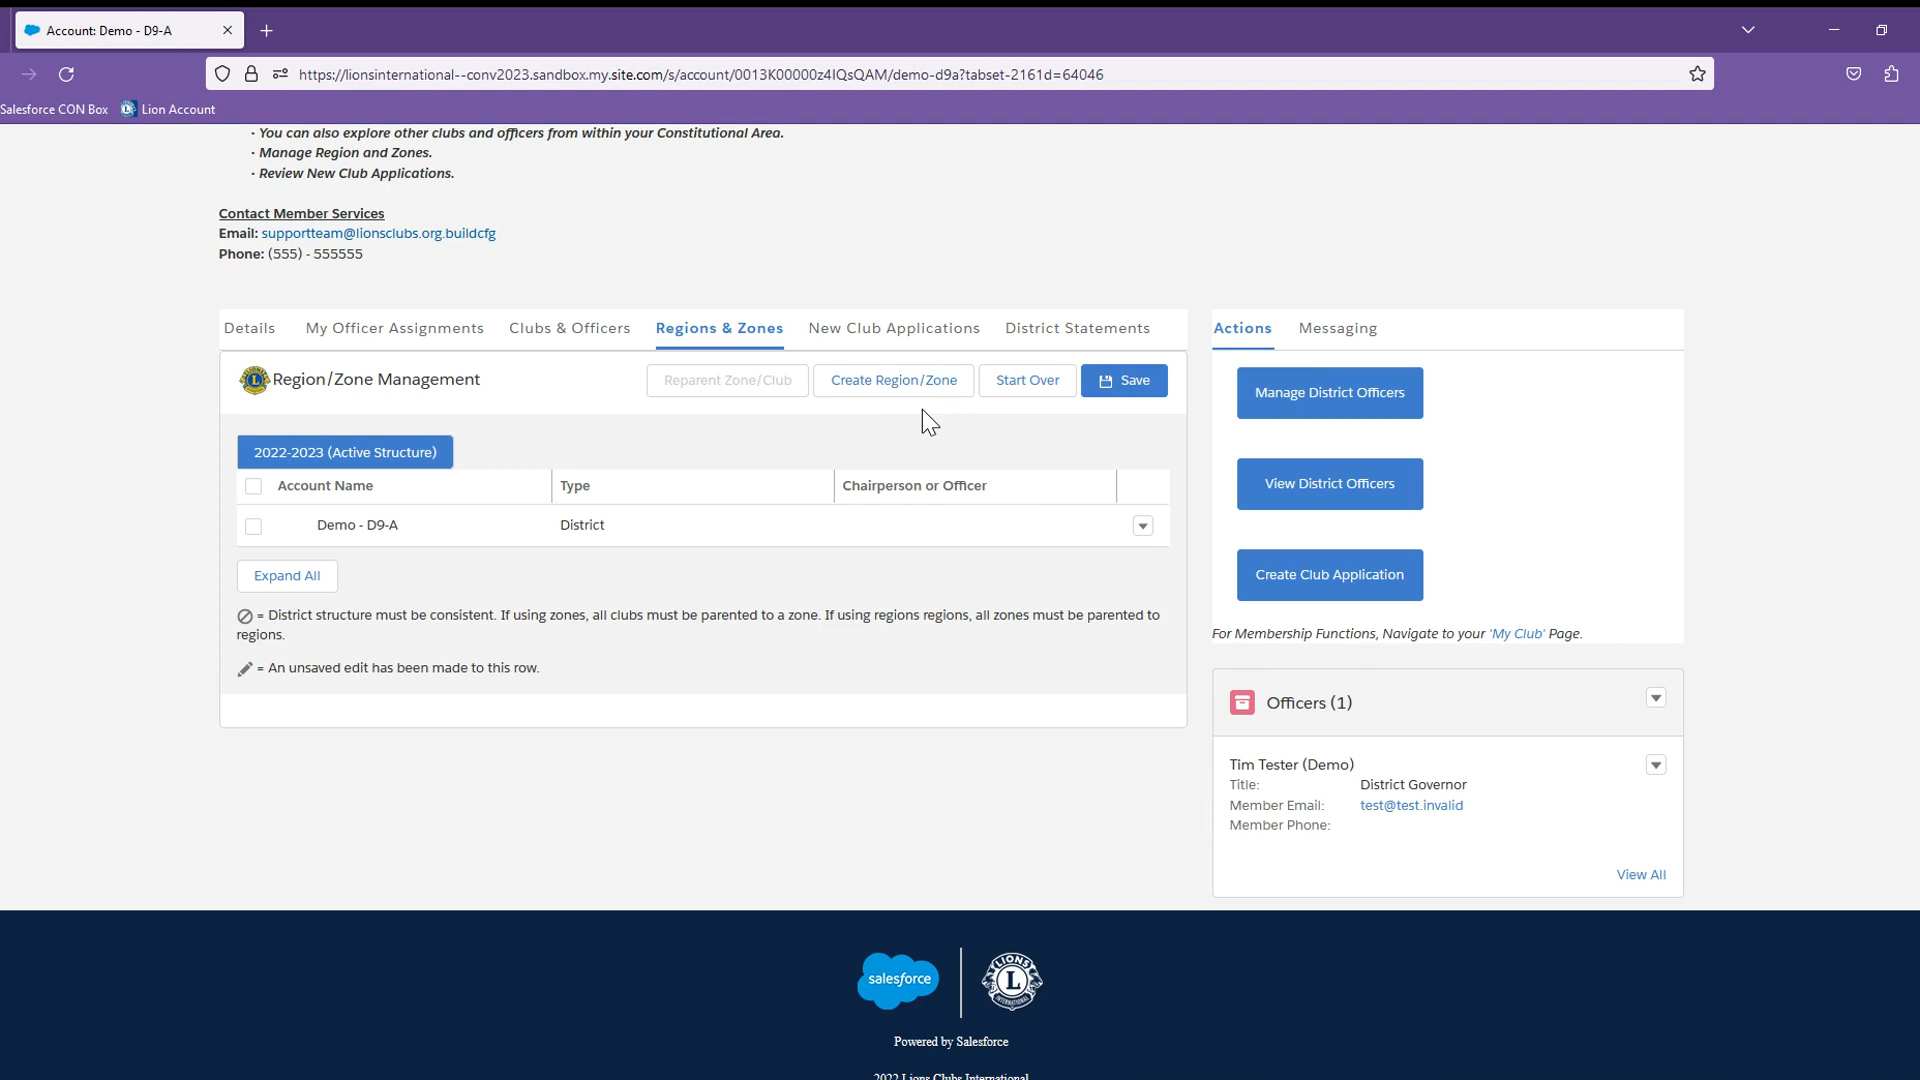 Account: Demo - D9-A
https://lionsinternational--conv2023.sandbox.my.site.com/s/account/0013K00000z4IQsQAM/demo-d9a?tabset-2161d=64046
Salesforce CON Box
Lion Account
· You can also explore other clubs and officers from within your Constitutional Area.
· Manage Region and Zones.
· Review New Club Applications.
Contact Member Services
Email: supportteam@lionsclubs.org.buildcfg
Phone: (555) - 555555
Details
My Officer Assignments
Clubs & Officers
Regions & Zones
New Club Applications
District Statements
Region/Zone Management
Reparent Zone/Club
Create Region/Zone
Start Over
Save
2022-2023 (Active Structure)
Account Name
Type
Chairperson or Officer
Demo - D9-A
District
Expand All
= District structure must be consistent. If using zones, all clubs must be parented to a zone. If using regions regions, all zones must be parented to
regions.
= An unsaved edit has been made to this row.
Actions
Messaging
Manage District Officers
View District Officers
Create Club Application
For Membership Functions, Navigate to your 'My Club' Page.
Officers (1)
Tim Tester (Demo)
Title: District Governor
Member Email: test@test.invalid
Member Phone:
View All
salesforce
LIONS
L
INTERNATIONAL
Powered by Salesforce
2022 Lions Clubs International